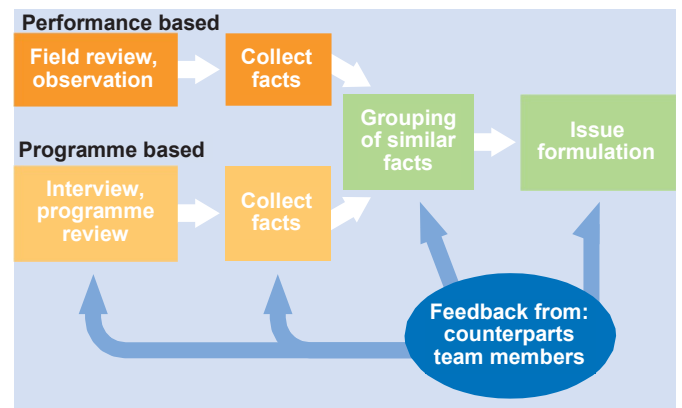 Performance based
Field review,
observation
Collect
facts
Grouping
of similar
facts
Issue
formulation
Programme based
Interview,
programme
review
Collect
facts
Feedback from:
counterparts
team members